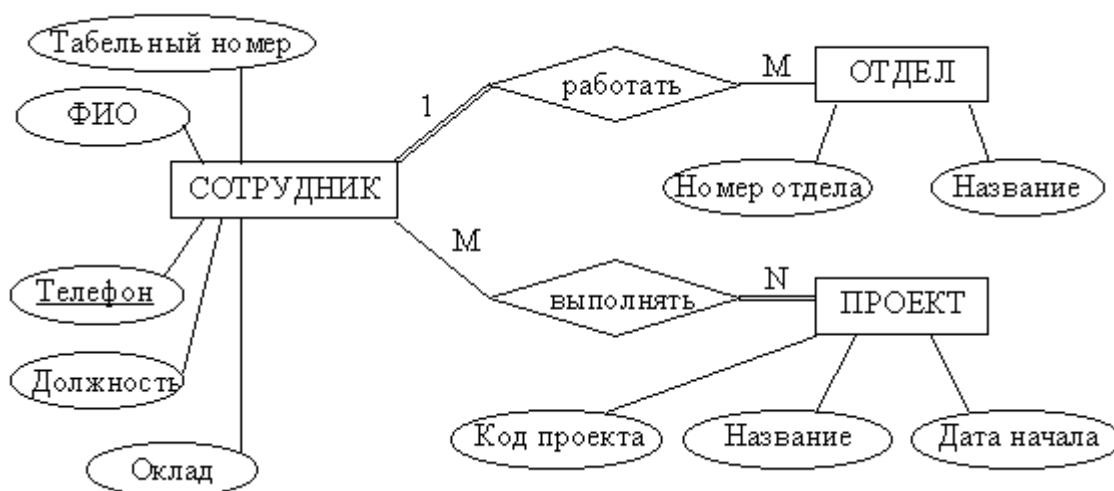 Табельный номер
ФИО
СОТРУДНИК
Телефон
Должность
Оклад
1
работать
M
ОТДЕЛ
Номер отдела
Название
M
выполнять
N
ПРОЕКТ
Код проекта
Название
Дата начала